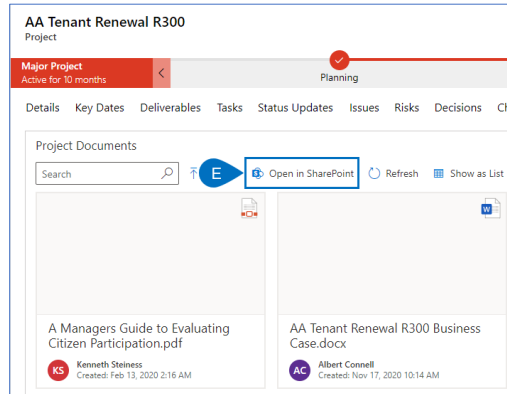 AA Tenant Renewal R300
Project
Major Project
Active for 10 months
Planning
Details Key Dates Deliverables Tasks Status Updates Issues Risks Decisions
Project Documents
Search E Open in SharePoint Refresh Show as List
A Managers Guide to Evaluating
Citizen Participation.pdf
KS Kenneth Steiness
Created: Feb 13, 2020 2:16 AM
AA Tenant Renewal R300 Business
Case.docx
AC Albert Connell
Created: Nov 17, 2020 10:14 AM